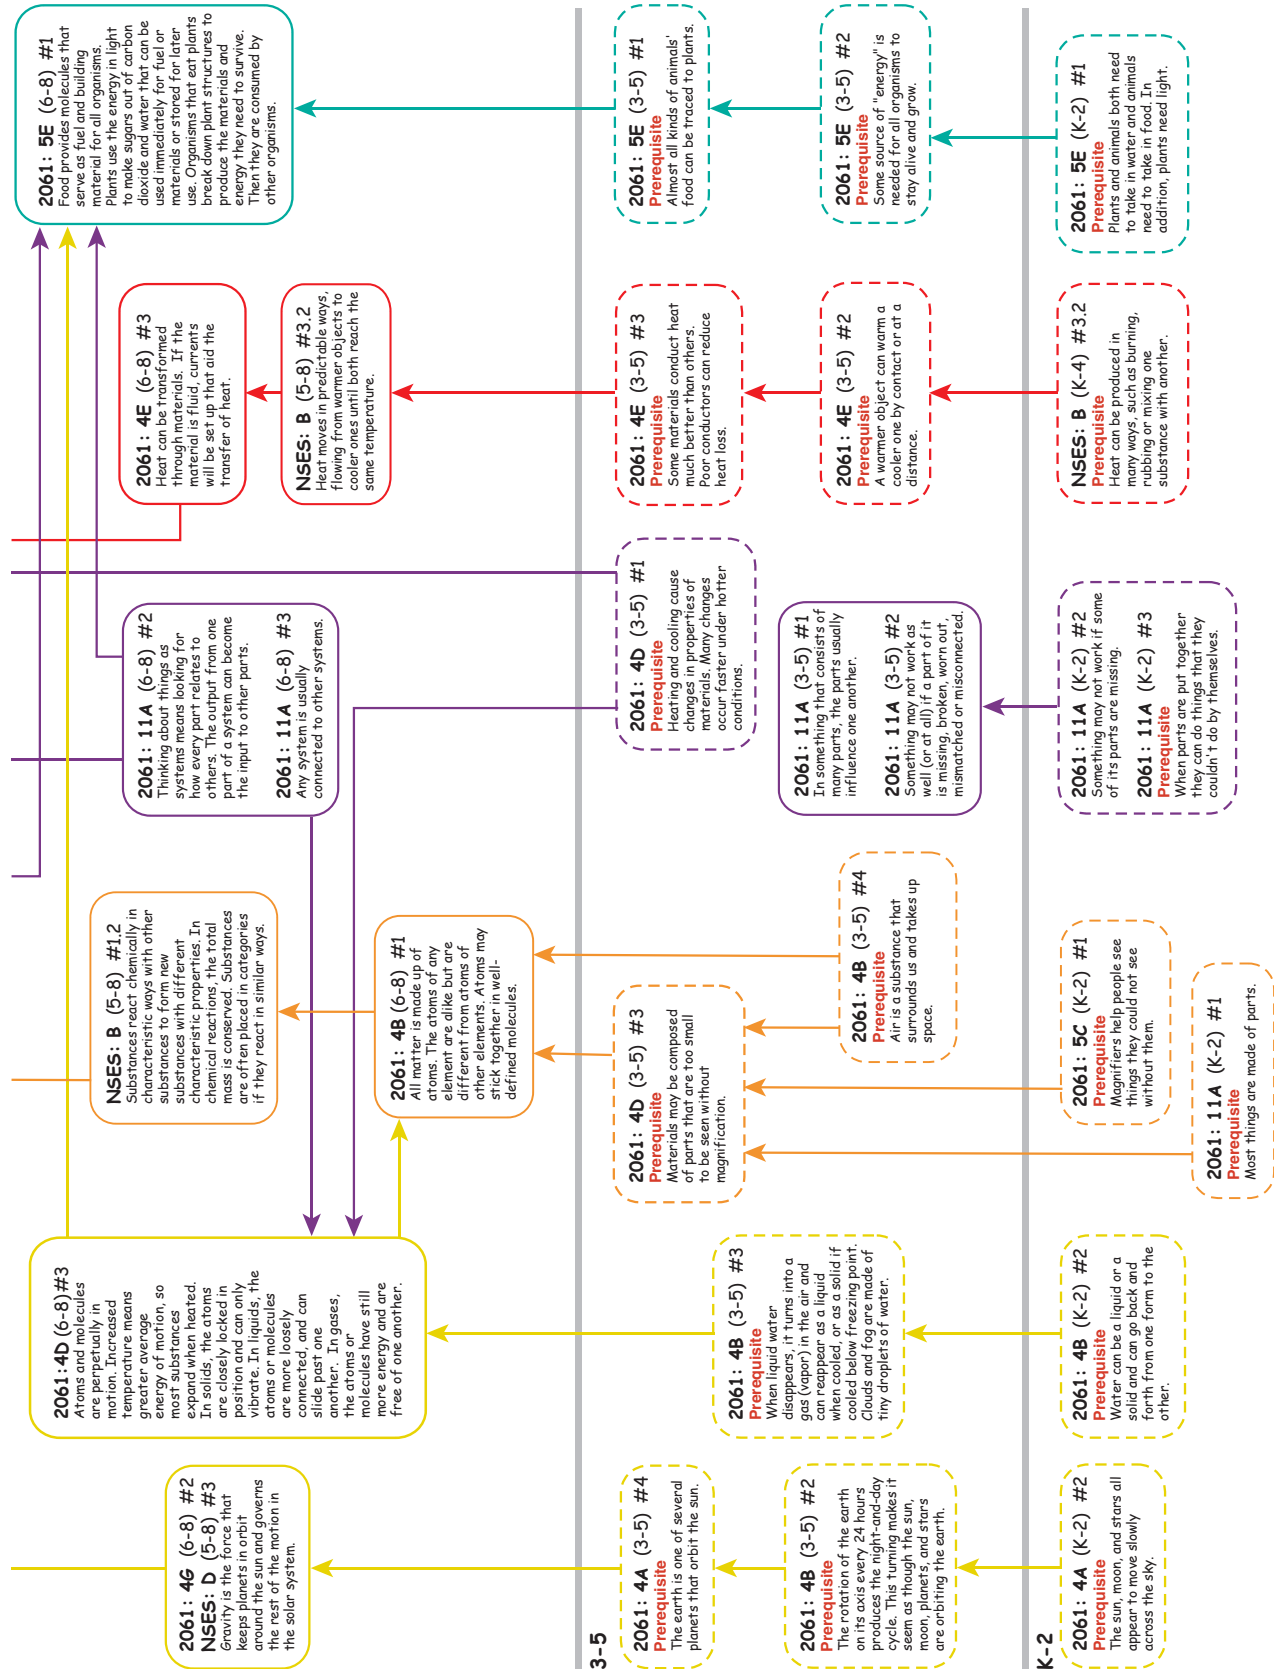 2061: 4G (6-8) #2
NSES: D (5-8) #3
Gravity is the force that
keeps planets in orbit
around the sun and governs
the rest of the motion in
the solar system.
2061:4D (6-8)#3
Atoms and molecules
are perpetually in
motion. Increased
temperature means
greater average
energy of motion, so
most substances
expand when heated.
In solids, the atoms
are closely locked in
position and can only
vibrate. In liquids, the
atoms or molecules
are more loosely
connected, and can
slide past one
another. In gases,
the atoms or
molecules have still
more energy and are
free of one another.
NSES: B (5-8) #1.2
Substances react chemically in
characteristic ways with other
substances to form new
substances with different
characteristic properties. In
chemical reactions, the total
mass is conserved. Substances
are often placed in categories
if they react in similar ways.
2061: 4B (6-8) #1
All matter is made up of
atoms. The atoms of any
element are alike but are
different from atoms of
other elements. Atoms may
stick together in well-
defined molecules.
2061: 11A (6-8) #2
Thinking about things as
systems means looking for
how every part relates to
others. The output from one
part of a system can become
the input to other parts.
2061: 11A (6-8) #3
Any system is usually
connected to other systems.
2061: 4E (6-8) #3
Heat can be transformed
through materials. If the
material is fluid, currents
will be set up that aid the
transfer of heat.
NSES: B (5-8) #3.2
Heat moves in predictable ways,
flowing from warmer objects to
cooler ones until both reach the
same temperature.
2061: 5E (6-8) #1
Food provides molecules that
serve as fuel and building
material for all organisms.
Plants use the energy in light
to make sugars out of carbon
dioxide and water that can be
used immediately for fuel or
materials or stored for later
use. Organisms that eat plants
break down plant structures to
produce the materials and
energy they need to survive.
Then they are consumed by
other organisms.
3-5
2061: 4A (3-5) #4
Prerequisite
The earth is one of several
planets that orbit the sun.
2061: 4B (3-5) #2
Prerequisite
The rotation of the earth
on its axis every 24 hours
produces the night-and-day
cycle. This turning makes it
seem as though the sun,
moon, planets, and stars
are orbiting the earth.
2061: 4B (3-5) #3
Prerequisite
When liquid water
disappears, it turns into a
gas (vapor) in the air and
can reappear as a liquid
when cooled, or as a solid if
cooled below freezing point.
Clouds and fog are made of
tiny droplets of water.
2061: 4D (3-5) #3
Prerequisite
Materials may be composed
of parts that are too small
to be seen without
magnification.
2061: 4B (3-5) #4
Prerequisite
Air is a substance that
surrounds us and takes up
space.
2061: 4D (3-5) #1
Prerequisite
Heating and cooling cause
changes in properties of
materials. Many changes
occur faster under hotter
conditions.
2061: 11A (3-5) #1
In something that consists of
many parts, the parts usually
influence one another.
2061: 11A (3-5) #2
Something may not work as
well (or at all) if a part of it
is missing, broken, worn out,
mismatched or misconnected.
2061: 4E (3-5) #3
Prerequisite
Some materials conduct heat
much better than others.
Poor conductors can reduce
heat loss.
2061: 4E (3-5) #2
Prerequisite
A warmer object can warm a
cooler one by contact or at a
distance.
2061: 5E (3-5) #1
Prerequisite
Almost all kinds of animals'
food can be traced to plants.
2061: 5E (3-5) #2
Prerequisite
Some source of "energy" is
needed for all organisms to
stay alive and grow.
K-2
2061: 4A (K-2) #2
Prerequisite
The sun, moon, and stars all
appear to move slowly
across the sky.
2061: 4B (K-2) #2
Prerequisite
Water can be a liquid or a
solid and can go back and
forth from one form to the
other.
2061: 5C (K-2) #1
Prerequisite
Magnifiers help people see
things they could not see
without them.
2061: 11A (K-2) #1
Prerequisite
Most things are made of parts.
2061: 11A (K-2) #2
Something may not work if some
of its parts are missing.
2061: 11A (K-2) #3
Prerequisite
When parts are put together
they can do things that they
couldn't do by themselves.
NSES: B (K-4) #3.2
Prerequisite
Heat can be produced in
many ways, such as burning,
rubbing or mixing one
substance with another.
2061: 5E (K-2) #1
Prerequisite
Plants and animals both need
to take in water and animals
need to take in food. In
addition, plants need light.